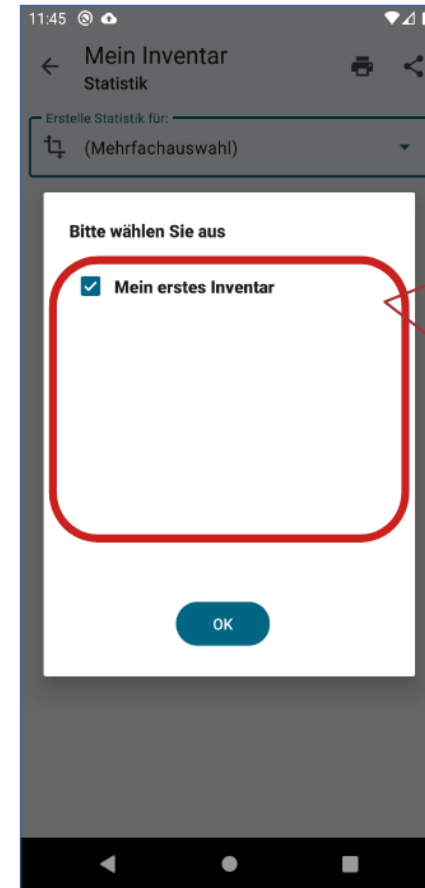 11:45
Mein Inventar
Statistik
Erstelle Statistik für:
(Mehrfachauswahl)
Bitte wählen Sie aus
Mein erstes Inventar
OK